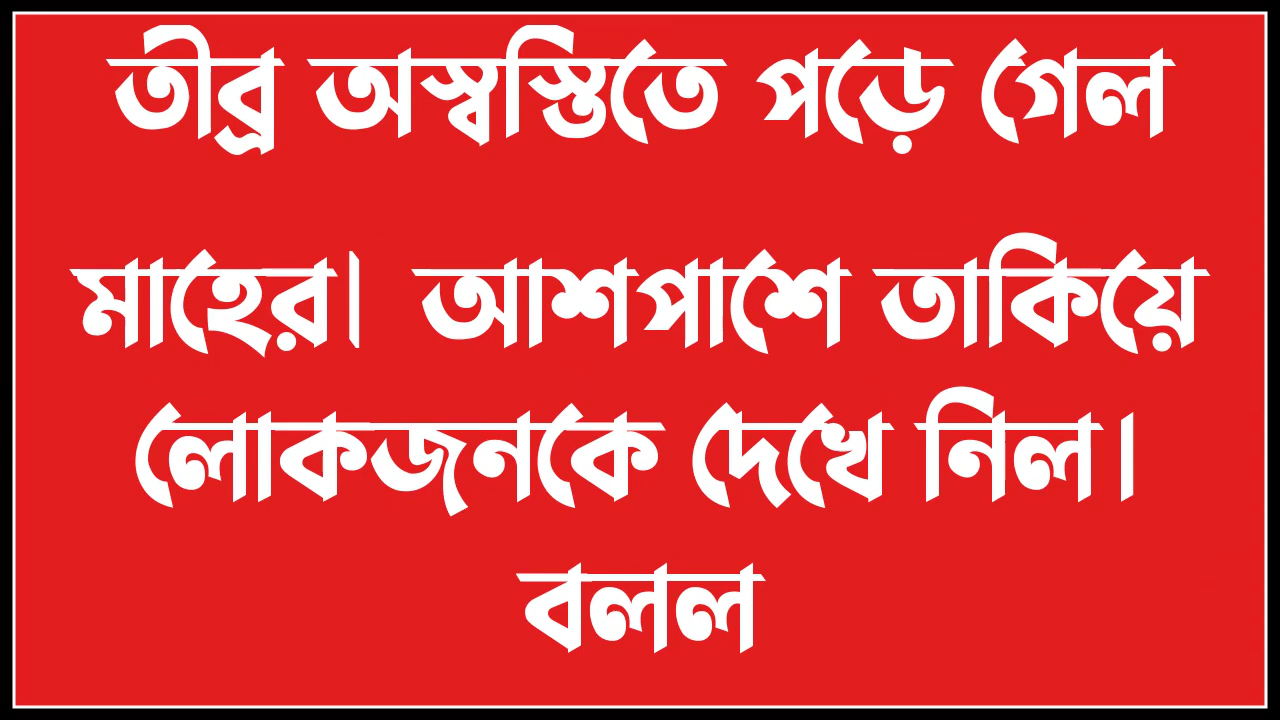 তীব্র অস্বস্তিতে পড়ে গেল
মাহের। আশপাশে তাকিয়ে
লোকজনকে দেখে নিল।
বলল